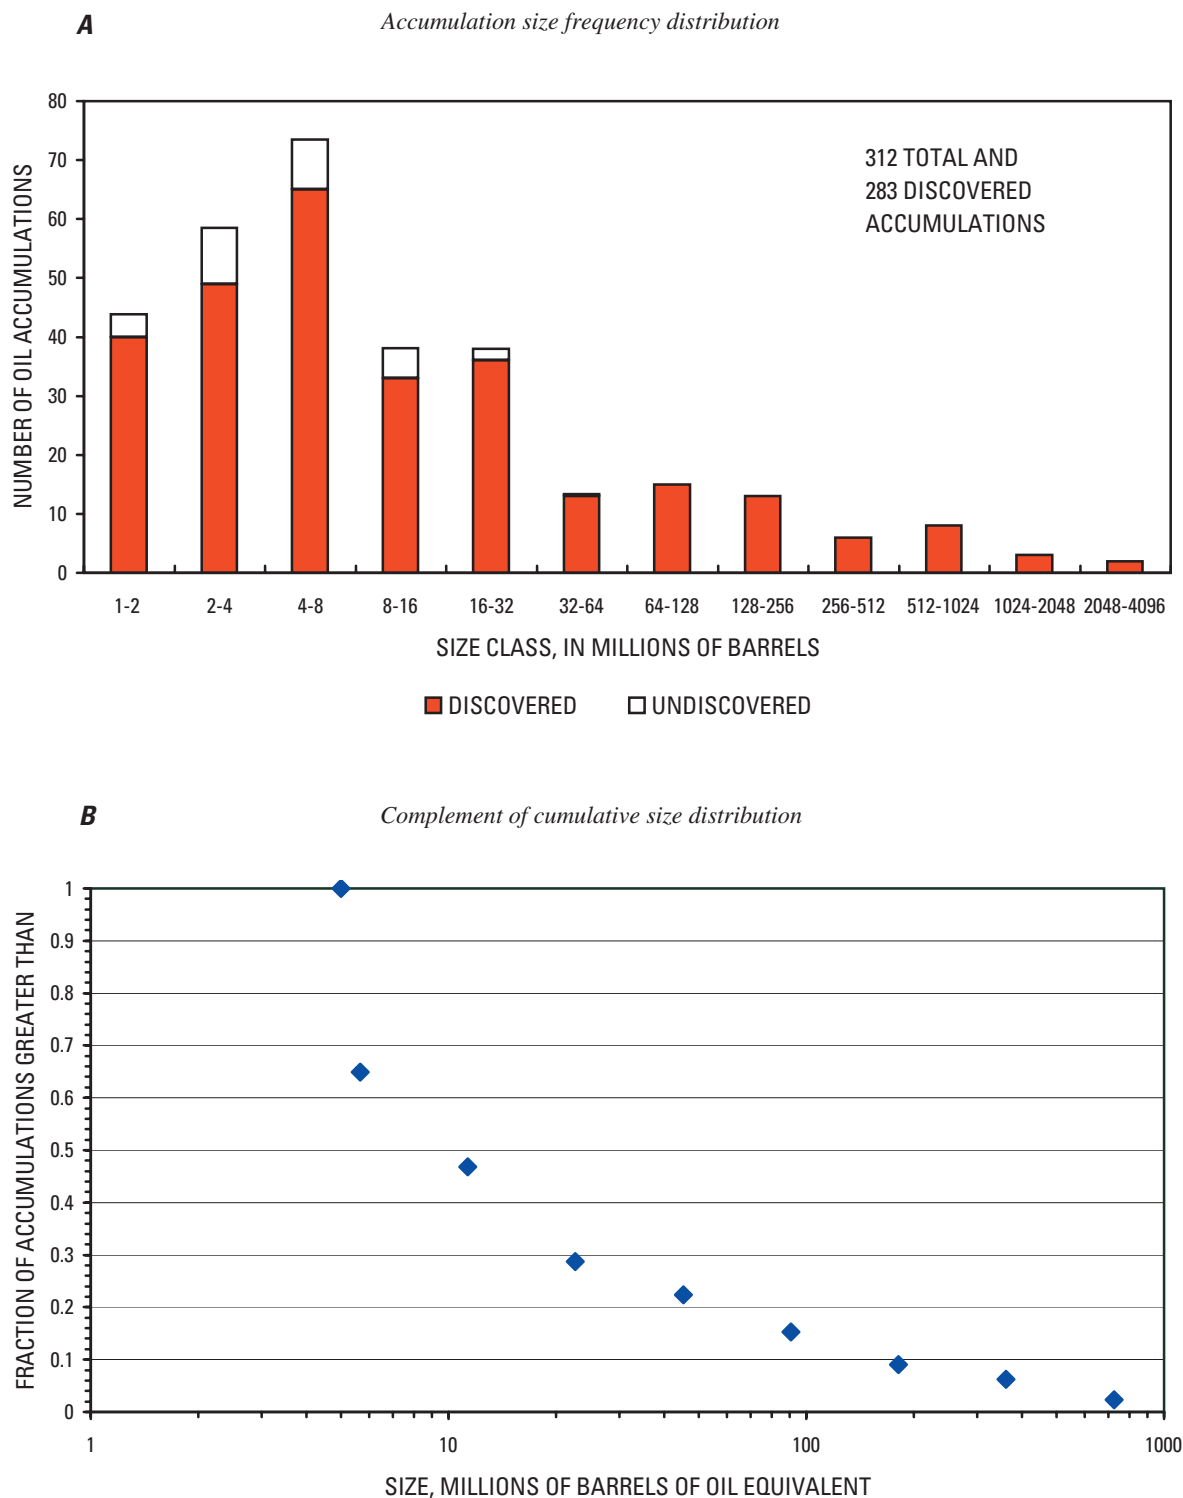 A
Accumulation size frequency distribution
80
70
60
50
40
30
20
10
0
NUMBER OF OIL ACCUMULATIONS
312 TOTAL AND
283 DISCOVERED
ACCUMULATIONS
1-2 2-4 4-8 8-16 16-32 32-64 64-128 128-256 256-512 512-1024 1024-2048 2048-4096
SIZE CLASS, IN MILLIONS OF BARRELS
DISCOVERED UNDISCOVERED
B
Complement of cumulative size distribution
1
0.9
0.8
0.7
0.6
0.5
0.4
0.3
0.2
0.1
0
FRACTION OF ACCUMULATIONS GREATER THAN
1 10 100 1000
SIZE, MILLIONS OF BARRELS OF OIL EQUIVALENT